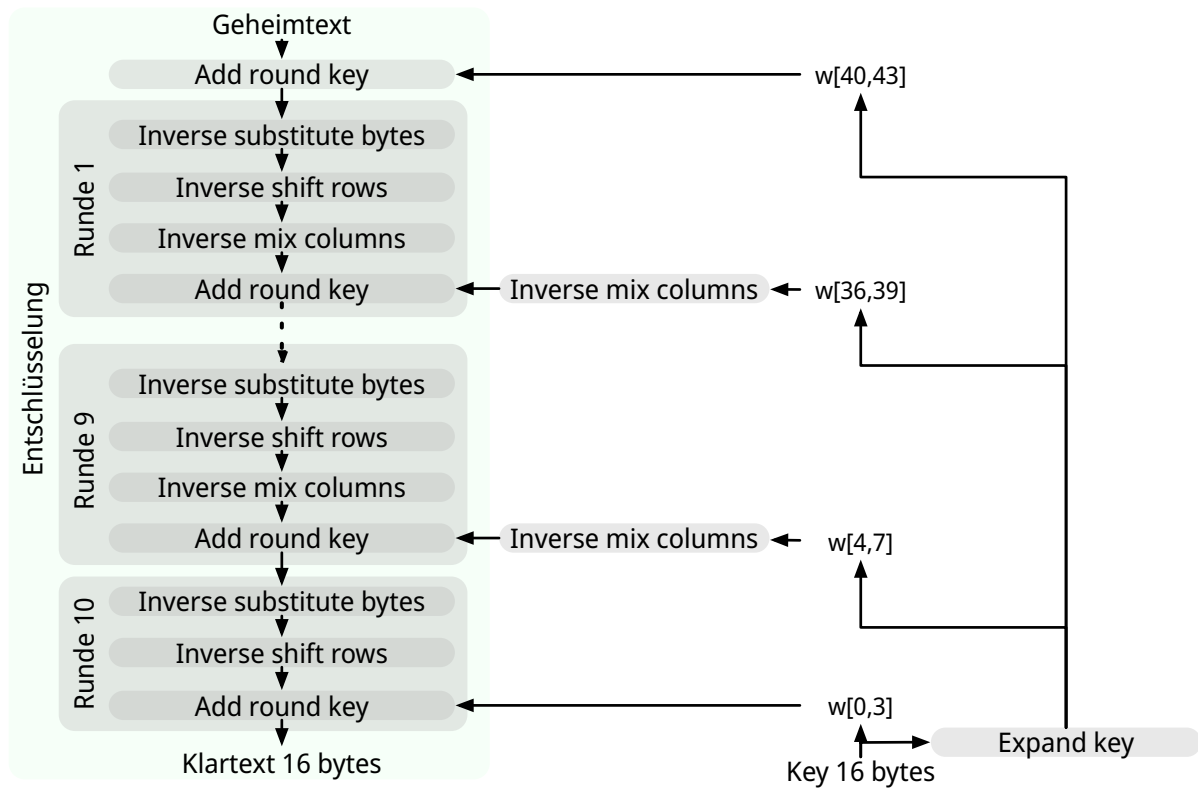 Geheimtext
Add round key
w[40,43]
Entschlüsselung
Runde 1
Inverse substitute bytes
Inverse shift rows
Inverse mix columns
Add round key
Inverse mix columns
w[36,39]
Runde 9
Inverse substitute bytes
Inverse shift rows
Inverse mix columns
Add round key
Inverse mix columns
w[4,7]
Runde 10
Inverse substitute bytes
Inverse shift rows
Add round key
w[0,3]
Expand key
Klartext 16 bytes
Key 16 bytes